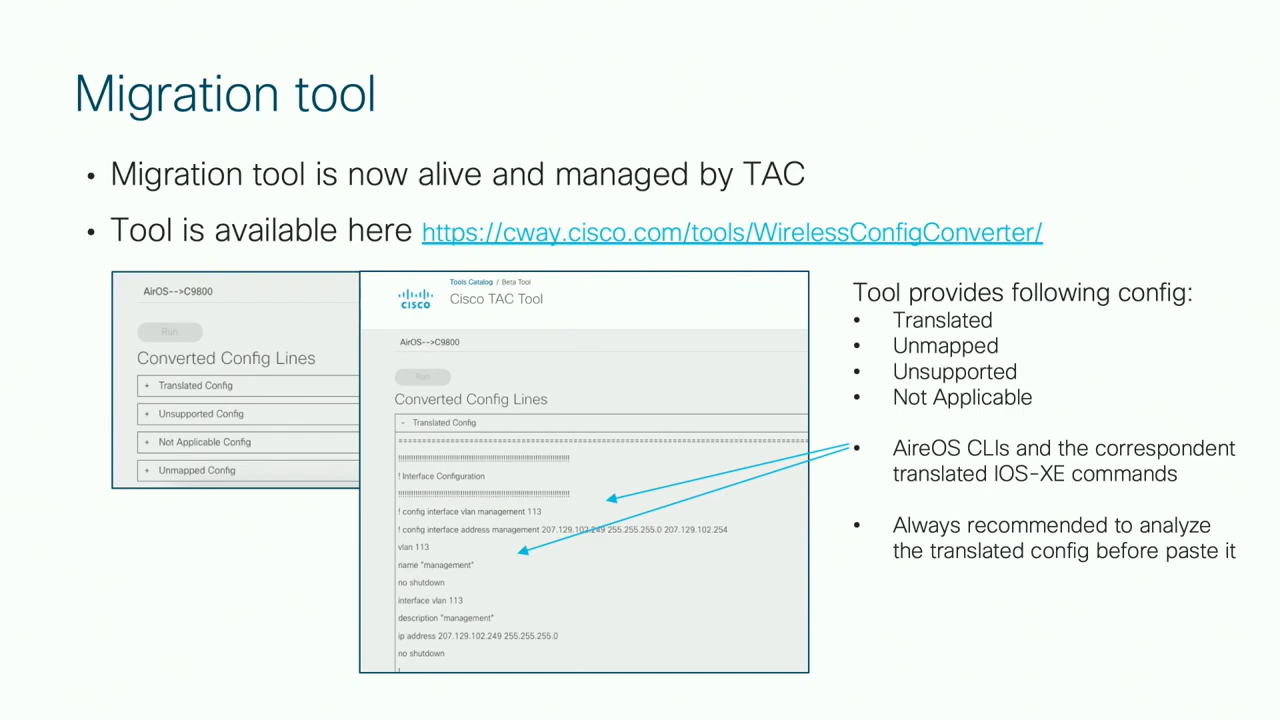 Migration tool
• Migration tool is now alive and managed by TAC
• Tool is available here https://cway.cisco.com/tools/WirelessConfigConverter/
AirOS-->C9800
Run
Converted Config Lines
+ Translated Config
+ Unsupported Config
+ Not Applicable Config
+ Unmapped Config
Tools Catalog / Beta Tool
CISCO
Cisco TAC Tool
AirOS-->C9800
Run
Converted Config Lines
- Translated Config
! Interface Configuration
! config interface vlan management 113
! config interface address management 207.129.102.249 255.255.255.0 207.129.102.254
vlan 113
name "management"
no shutdown
interface vlan 113
description "management"
ip address 207.129.102.249 255.255.255.0
no shutdown
!
Tool provides following config:
• Translated
• Unmapped
• Unsupported
• Not Applicable
• AireOS CLIs and the correspondent
translated IOS-XE commands
• Always recommended to analyze
the translated config before paste it